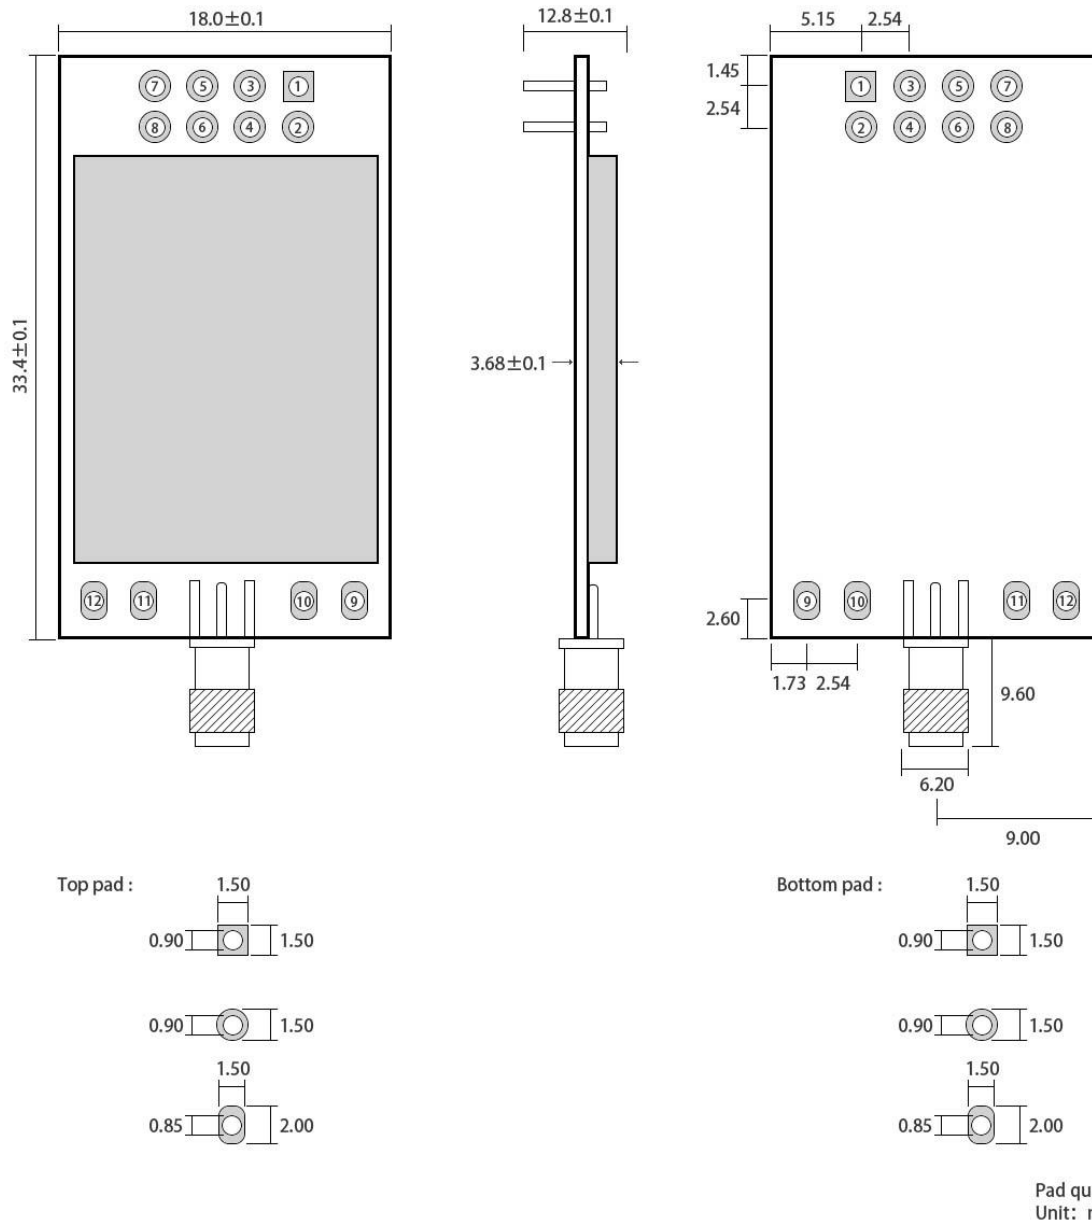 18.0±0.1
12.8±0.1
5.15 2.54
1.45
2.54
⑦ ⑤ ③ ①
⑧ ⑥ ④ ②
① ③ ⑤ ⑦
② ④ ⑥ ⑧
33.4±0.1
3.68±0.1
⑫ ⑪ ⑩ ⑨
⑨ ⑩ ⑪ ⑫
2.60
1.73 2.54
9.60
6.20
9.00
Top pad :
1.50
0.90 1.50
0.90 1.50
1.50
0.85 2.00
Bottom pad :
1.50
0.90 1.50
0.90 1.50
1.50
0.85 2.00
Pad
Unit: